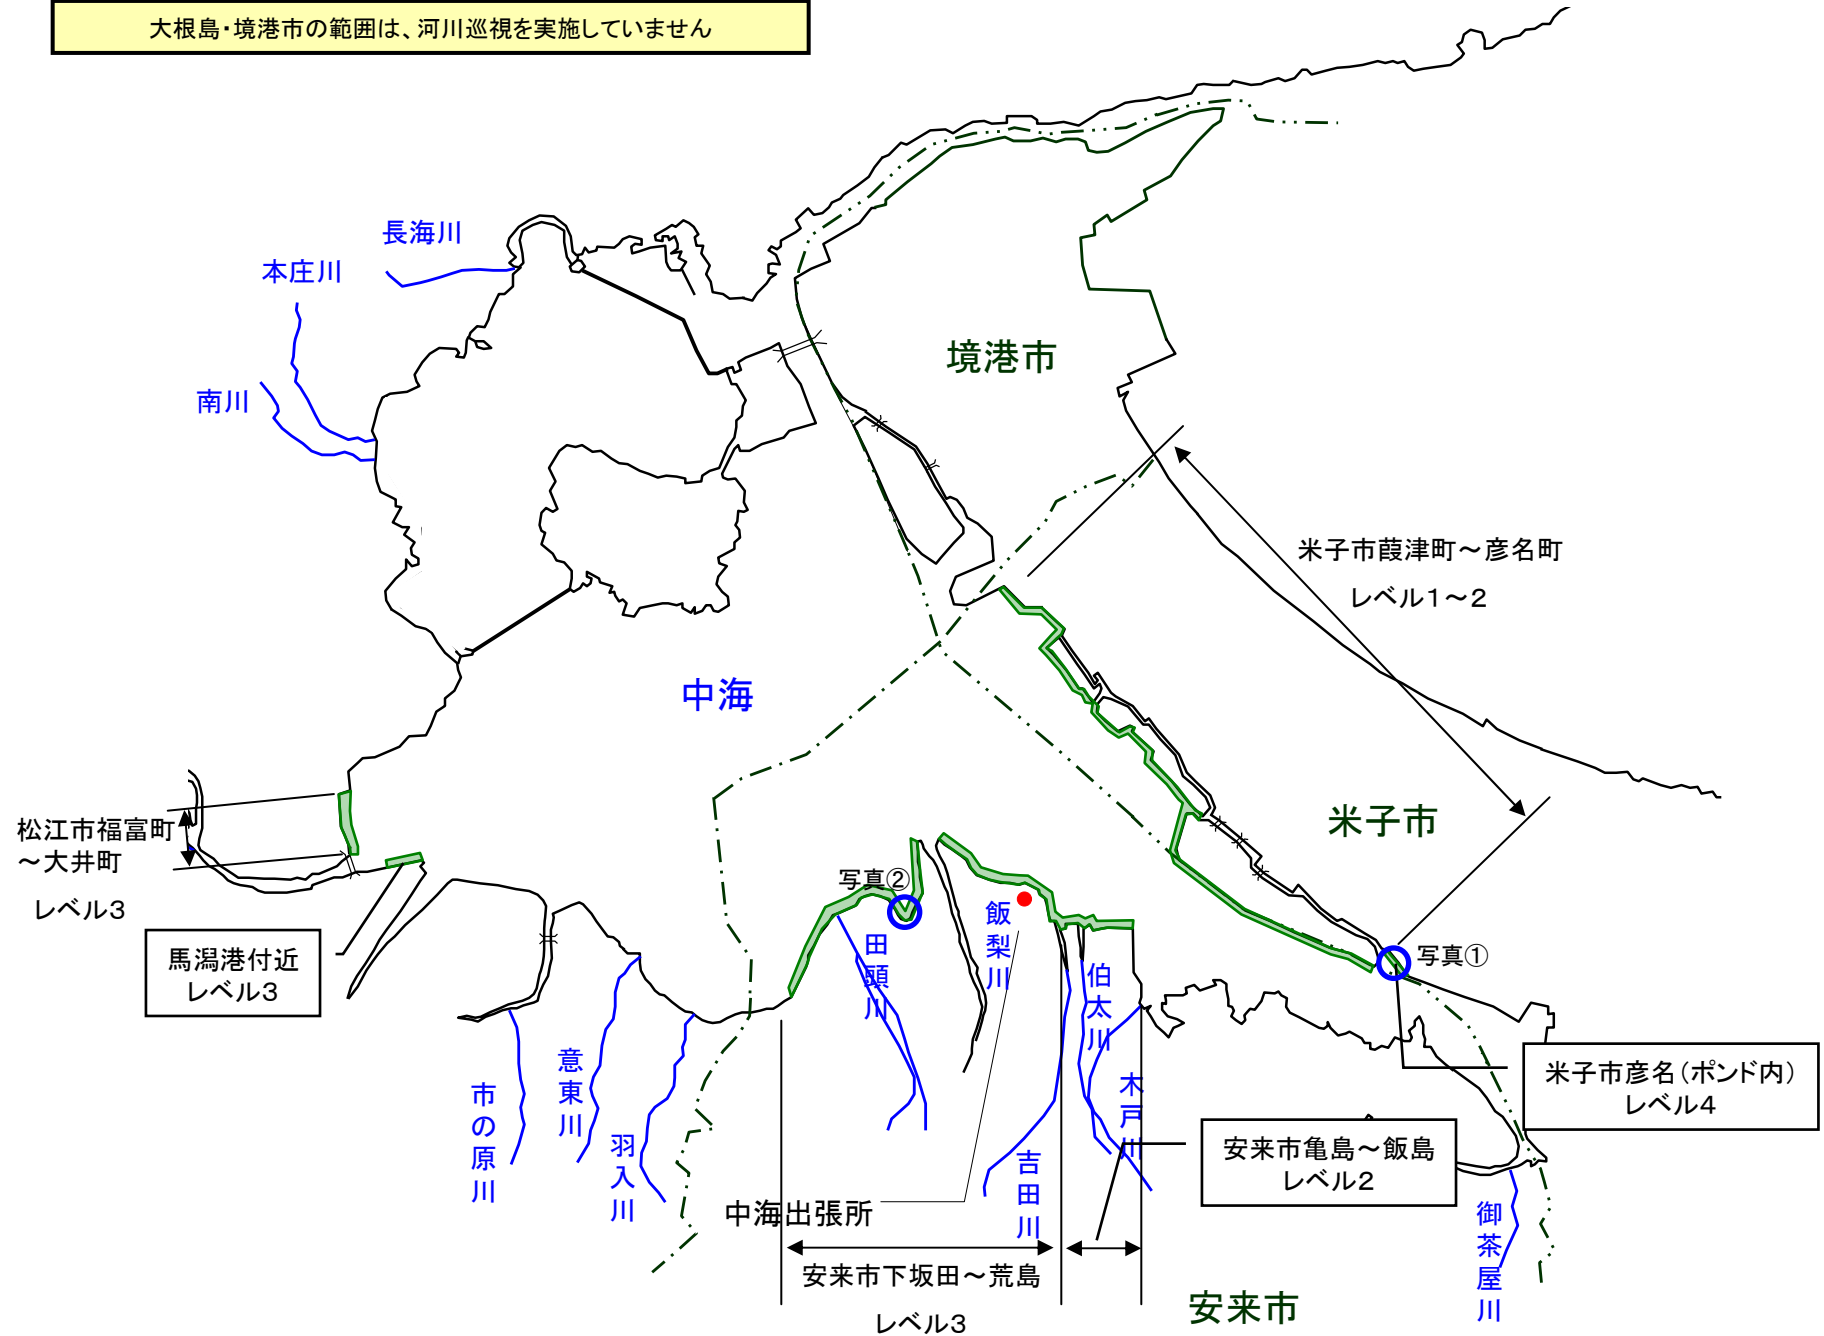 大根島・境港市の範囲は、河川巡視を実施していません
長海川
本庄川
南川
境港市
米子市葭津町～彦名町
レベル１～２
中海
米子市
松江市福富町
～大井町
レベル3
馬潟港付近
レベル3
写真②
写真①
飯梨川
田頭川
伯太川
木戸川
吉田川
意東川
市の原川
羽入川
米子市彦名（ポンド内）
レベル4
安来市亀島～飯島
レベル2
中海出張所
安来市下坂田～荒島
レベル3
安来市
御茶屋川